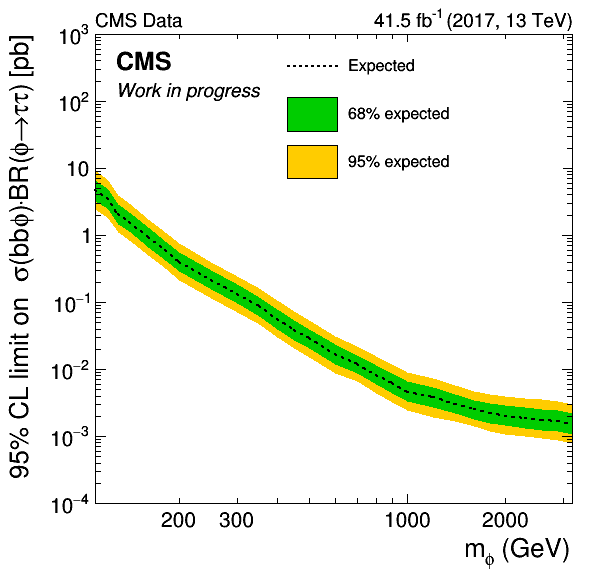 CMS Data 41.5 fb⁻¹ (2017, 13 TeV)
CMS
Work in progress
Expected
68% expected
95% expected
95% CL limit on σ(bbϕ)·BR(ϕ→ττ) [pb]
10³
10²
10
1
10⁻¹
10⁻²
10⁻³
10⁻⁴
200 300 1000 2000
m_ϕ (GeV)